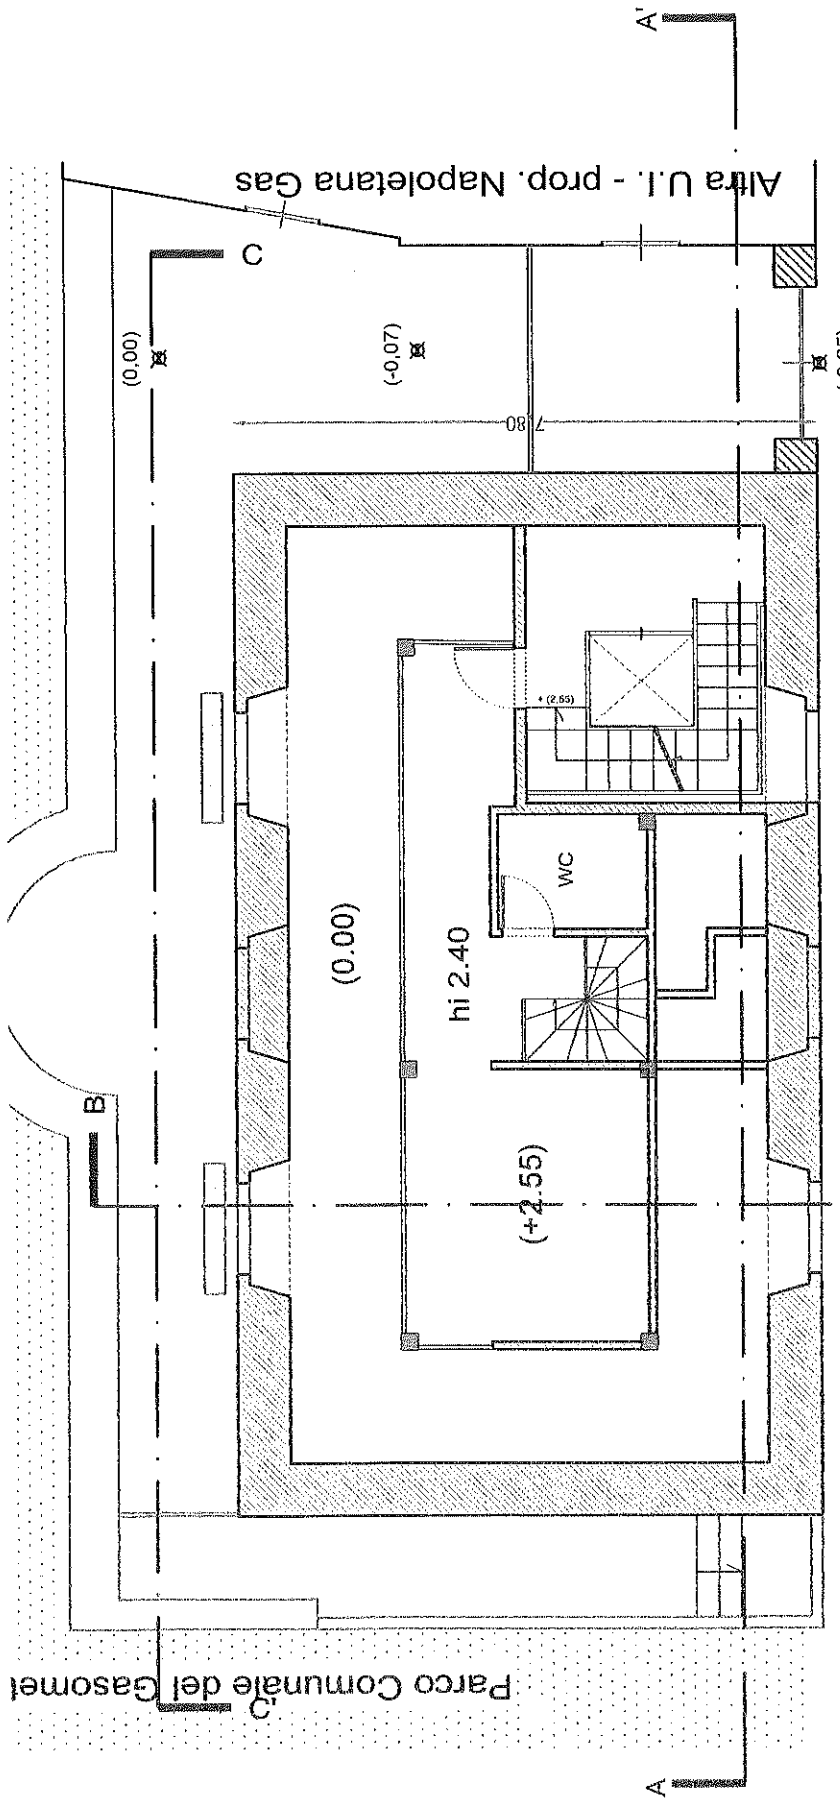 A'
Altra U.I. - prop. Napoletana Gas
C
(0,00)
(-0,07)
7,80
+ (2,55)
(0.00)
hi 2.40
WC
B
(+2.55)
Parco Comunale del Gasomet
C'
A